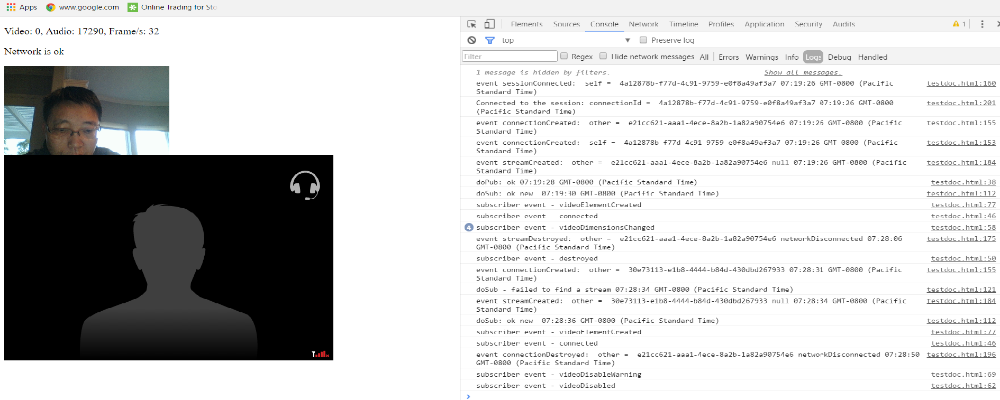 Apps www.google.com Online Trading for Sto
Video: 0, Audio: 17290, Frame/s: 32
Network is ok
Elements Sources Console Network Timeline Profiles Application Security Audits 1
top Preserve log
Filter Regex Hide network messages All Errors Warnings Info Logs Debug Handled
1 message is hidden by filters. Show all messages.
event sessionConnected: self = 4a12878b-f77d-4c91-9759-e0f8a49af3a7 07:19:26 GMT-0800 (Pacific testdoc.html:160
Standard Time)
Connected to the session: connectionId = 4a12878b-f77d-4c91-9759-e0f8a49af3a7 07:19:26 GMT-0800 testdoc.html:201
(Pacific Standard Time)
event connectionCreated: other = e21cc621-aaa1-4ece-8a2b-1a82a90754e6 07:19:26 GMT-0800 (Pacific testdoc.html:155
Standard Time)
event connectionCreated: self = 4a12878b-f77d-4c91-9759-e0f8a49af3a7 07:19:26 GMT-0800 (Pacific testdoc.html:153
Standard Time)
event streamCreated: other = e21cc621-aaa1-4ece-8a2b-1a82a90754e6 null 07:19:26 GMT-0800 (Pacific testdoc.html:184
Standard Time)
doPub: ok 07:19:28 GMT-0800 (Pacific Standard Time) testdoc.html:38
doSub: ok new 07:19:30 GMT-0800 (Pacific Standard Time) testdoc.html:112
subscriber event - videoElementCreated testdoc.html:77
subscriber event - connected testdoc.html:46
4 subscriber event - videoDimensionsChanged testdoc.html:58
event streamDestroyed: other = e21cc621-aaa1-4ece-8a2b-1a82a90754e6 networkDisconnected 07:28:06 testdoc.html:175
GMT-0800 (Pacific Standard Time)
subscriber event - destroyed testdoc.html:50
event connectionCreated: other = 30e73113-e1b8-4444-b84d-430dbd267933 07:28:31 GMT-0800 (Pacific testdoc.html:155
Standard Time)
doSub - failed to find a stream 07:28:34 GMT-0800 (Pacific Standard Time) testdoc.html:121
event streamCreated: other = 30e73113-e1b8-4444-b84d-430dbd267933 null 07:28:34 GMT-0800 (Pacific testdoc.html:184
Standard Time)
doSub: ok new 07:28:36 GMT-0800 (Pacific Standard Time) testdoc.html:112
subscriber event - videoElementCreated testdoc.html:77
subscriber event - connected testdoc.html:46
event connectionDestroyed: other = e21cc621-aaa1-4ece-8a2b-1a82a90754e6 networkDisconnected 07:28:50 testdoc.html:196
GMT-0800 (Pacific Standard Time)
subscriber event - videoDisableWarning testdoc.html:69
subscriber event - videoDisabled testdoc.html:62